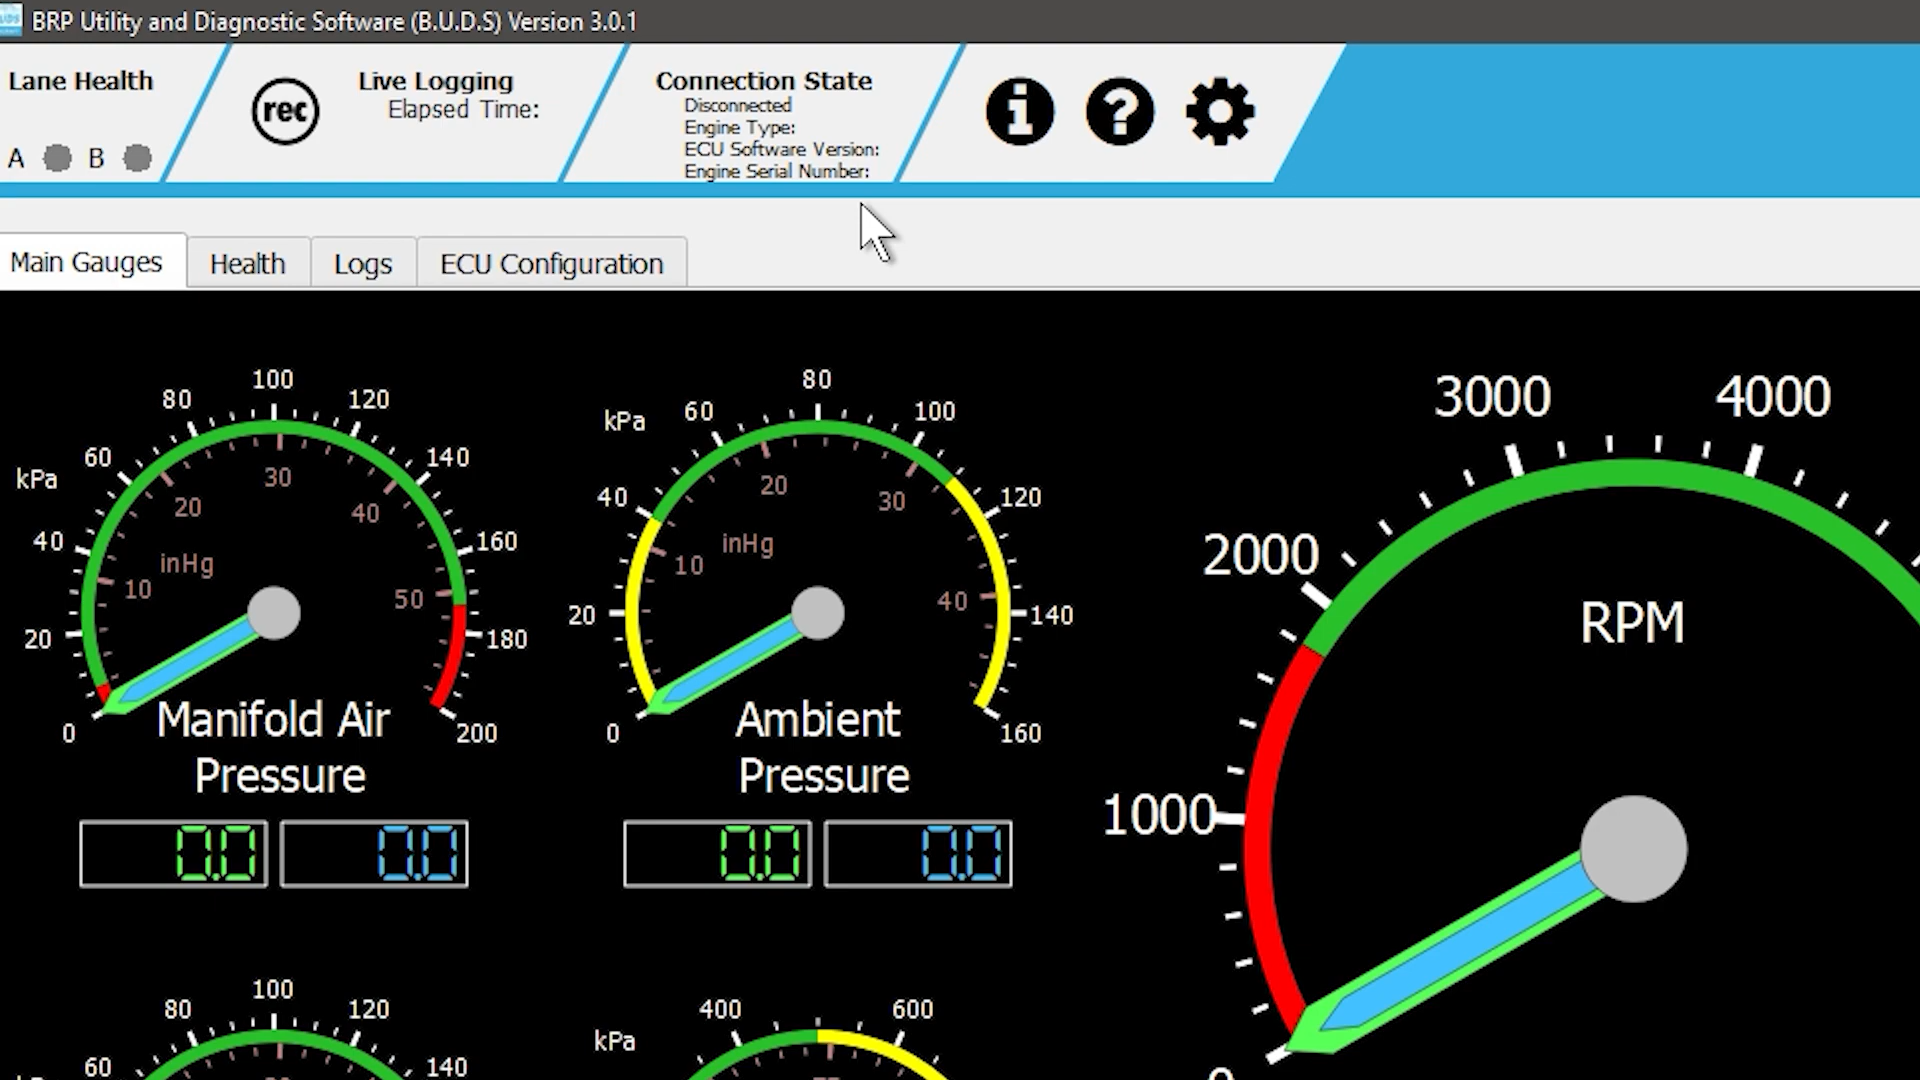 BRP Utility and Diagnostic Software (B.U.D.S) Version 3.0.1
Lane Health
A B
rec
Live Logging
Elapsed Time:
Connection State
Disconnected
Engine Type:
ECU Software Version:
Engine Serial Number:
i ?
Main Gauges
Health
Logs
ECU Configuration
kPa
0
20
40
60
80
100
120
140
160
180
200
inHg
10
20
30
40
50
Manifold Air
Pressure
0.0
0.0
kPa
0
20
40
60
80
100
120
140
160
inHg
10
20
30
40
Ambient
Pressure
0.0
0.0
1000
2000
3000
4000
RPM
60
80
100
120
140
kPa
400
600